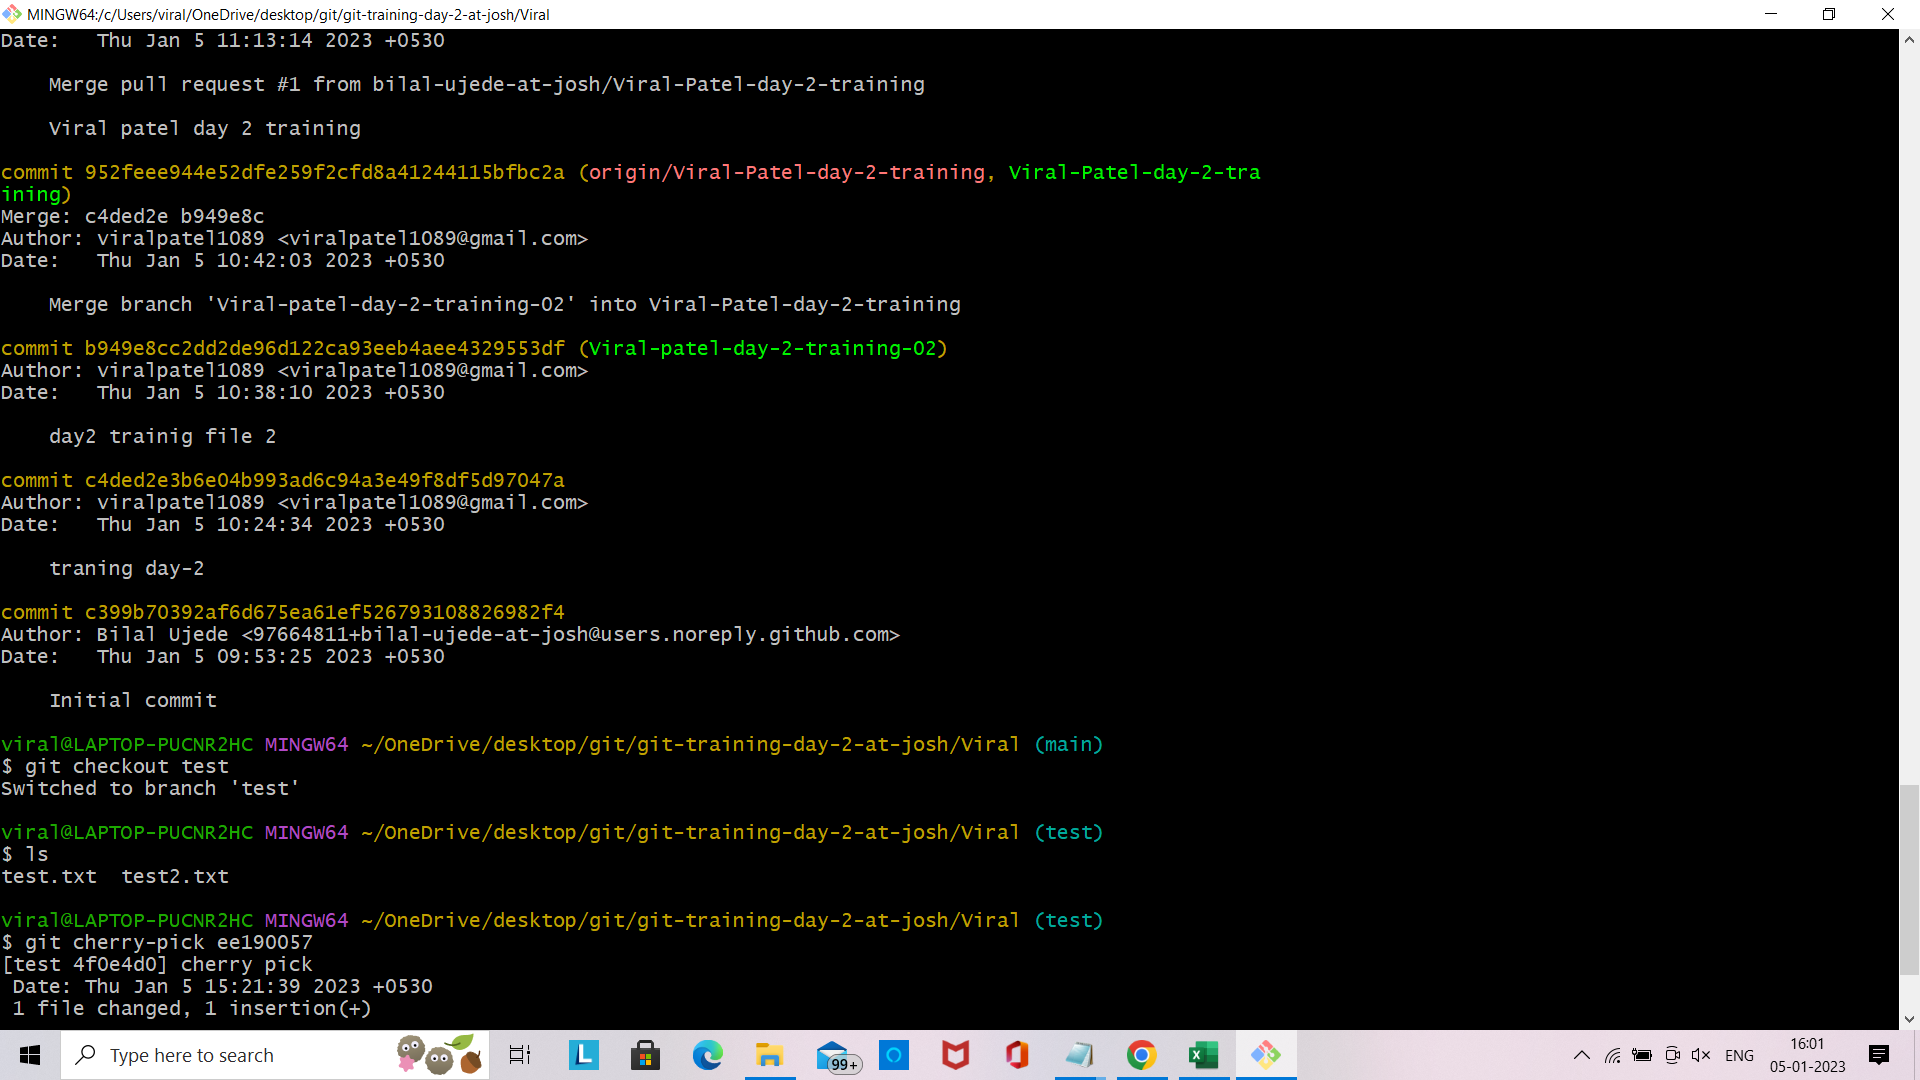 MINGW64:/c/Users/viral/OneDrive/desktop/git/git-training-day-2-at-josh/Viral
Date:   Thu Jan 5 11:13:14 2023 +0530
    Merge pull request #1 from bilal-ujede-at-josh/Viral-Patel-day-2-training
    Viral patel day 2 training
commit 952feee944e52dfe259f2cfd8a41244115bfbc2a (origin/Viral-Patel-day-2-training, Viral-Patel-day-2-tra
ining)
Merge: c4ded2e b949e8c
Author: viralpatel1089 <viralpatel1089@gmail.com>
Date:   Thu Jan 5 10:42:03 2023 +0530
    Merge branch 'Viral-patel-day-2-training-02' into Viral-Patel-day-2-training
commit b949e8cc2dd2de96d122ca93eeb4aee4329553df (Viral-patel-day-2-training-02)
Author: viralpatel1089 <viralpatel1089@gmail.com>
Date:   Thu Jan 5 10:38:10 2023 +0530
    day2 trainig file 2
commit c4ded2e3b6e04b993ad6c94a3e49f8df5d97047a
Author: viralpatel1089 <viralpatel1089@gmail.com>
Date:   Thu Jan 5 10:24:34 2023 +0530
    traning day-2
commit c399b70392af6d675ea61ef526793108826982f4
Author: Bilal Ujede <97664811+bilal-ujede-at-josh@users.noreply.github.com>
Date:   Thu Jan 5 09:53:25 2023 +0530
    Initial commit
viral@LAPTOP-PUCNR2HC MINGW64 ~/OneDrive/desktop/git/git-training-day-2-at-josh/Viral (main)
$ git checkout test
Switched to branch 'test'
viral@LAPTOP-PUCNR2HC MINGW64 ~/OneDrive/desktop/git/git-training-day-2-at-josh/Viral (test)
$ ls
test.txt  test2.txt
viral@LAPTOP-PUCNR2HC MINGW64 ~/OneDrive/desktop/git/git-training-day-2-at-josh/Viral (test)
$ git cherry-pick ee190057
[test 4f0e4d0] cherry pick
 Date: Thu Jan 5 15:21:39 2023 +0530
 1 file changed, 1 insertion(+)
Type here to search
L
99+
ENG
16:01
05-01-2023